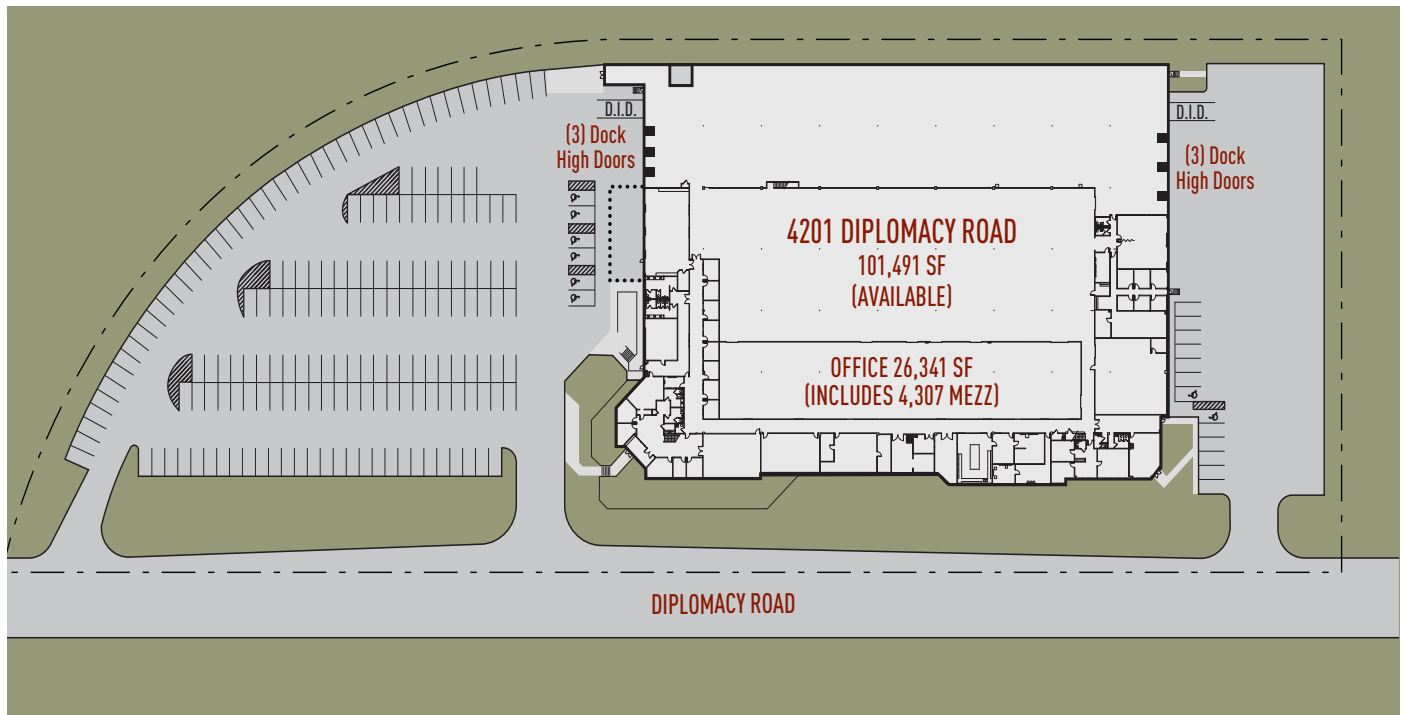 D.I.D.
(3) Dock
High Doors
D.I.D.
(3) Dock
High Doors
4201 DIPLOMACY ROAD
101,491 SF
(AVAILABLE)
OFFICE 26,341 SF
(INCLUDES 4,307 MEZZ)
DIPLOMACY ROAD